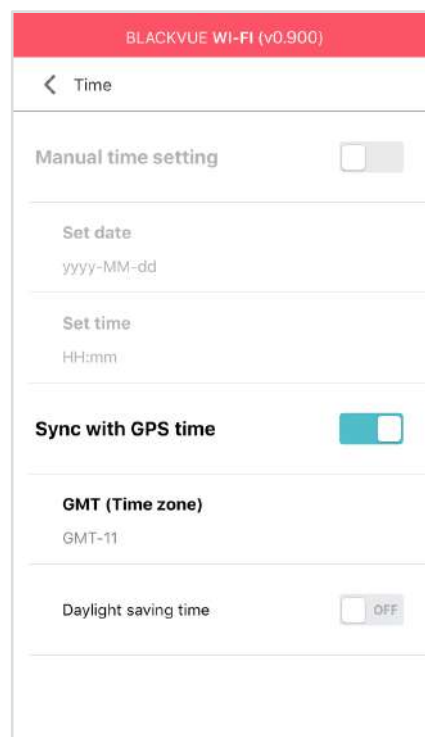 BLACKVUE WI-FI (v0.900)
Time
Manual time setting
Set date
yyyy-MM-dd
Set time
HH:mm
Sync with GPS time
GMT (Time zone)
GMT-11
Daylight saving time
OFF